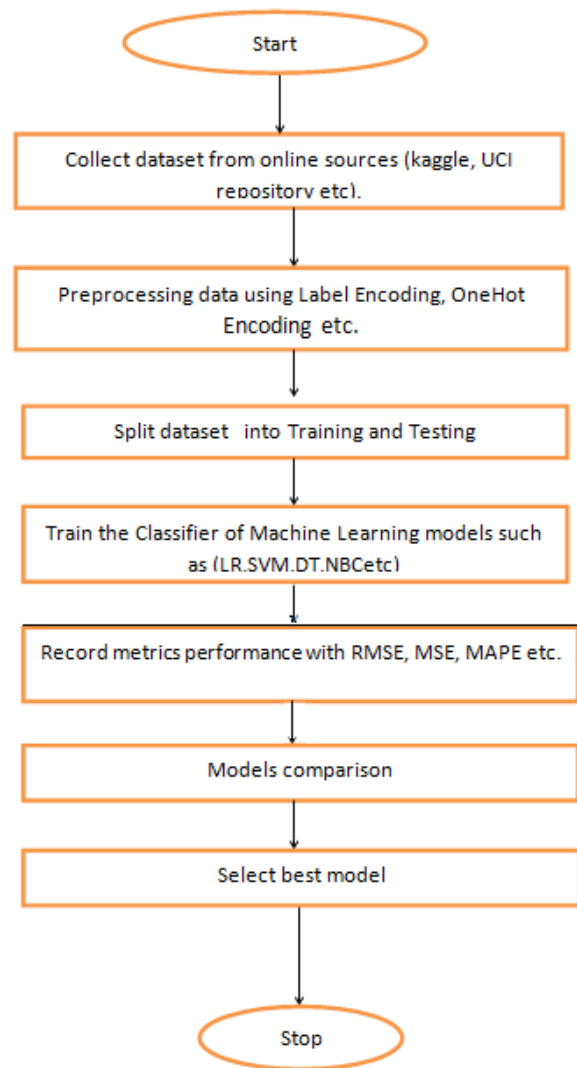 Start
Collect dataset from online sources (kaggle, UCI
repository etc).
Preprocessing data using Label Encoding, OneHot
Encoding etc.
Split dataset into Training and Testing
Train the Classifier of Machine Learning models such
as (LR.SVM.DT.NBCetc)
Record metrics performance with RMSE, MSE, MAPE etc.
Models comparison
Select best model
Stop